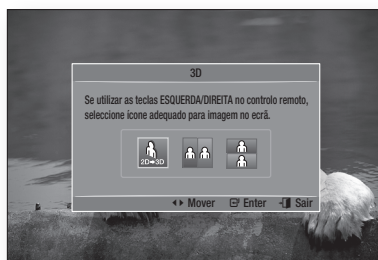 3D
Se utilizar as teclas ESQUERDA/DIREITA no controlo remoto,
seleccione ícone adequado para imagem no ecrã.
2D→3D
Mover Enter Sair